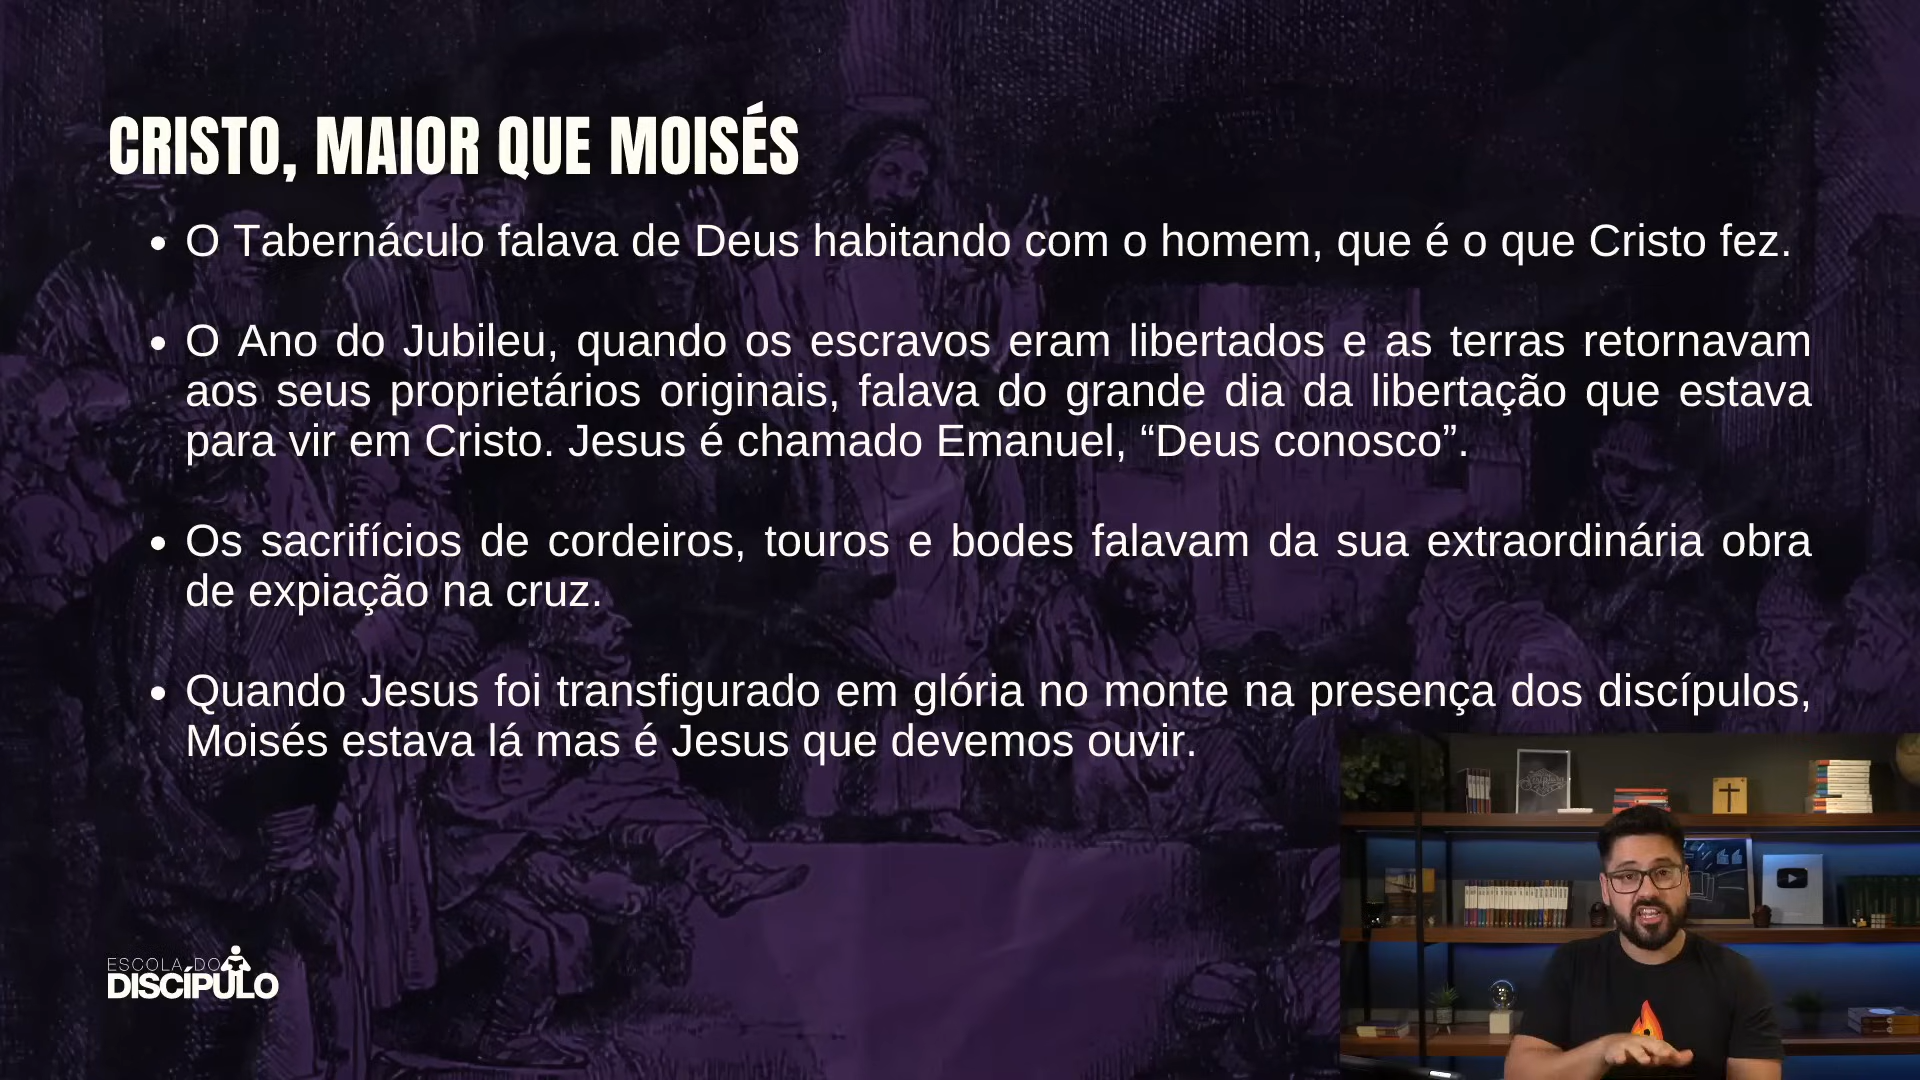 CRISTO, MAIOR QUE MOISÉS
• O Tabernáculo falava de Deus habitando com o homem, que é o que Cristo fez.
• O Ano do Jubileu, quando os escravos eram libertados e as terras retornavam
aos seus proprietários originais, falava do grande dia da libertação que estava
para vir em Cristo. Jesus é chamado Emanuel, “Deus conosco”.
• Os sacrifícios de cordeiros, touros e bodes falavam da sua extraordinária obra
de expiação na cruz.
• Quando Jesus foi transfigurado em glória no monte na presença dos discípulos,
Moisés estava lá mas é Jesus que devemos ouvir.
ESCOLA DO
DISCÍPULO